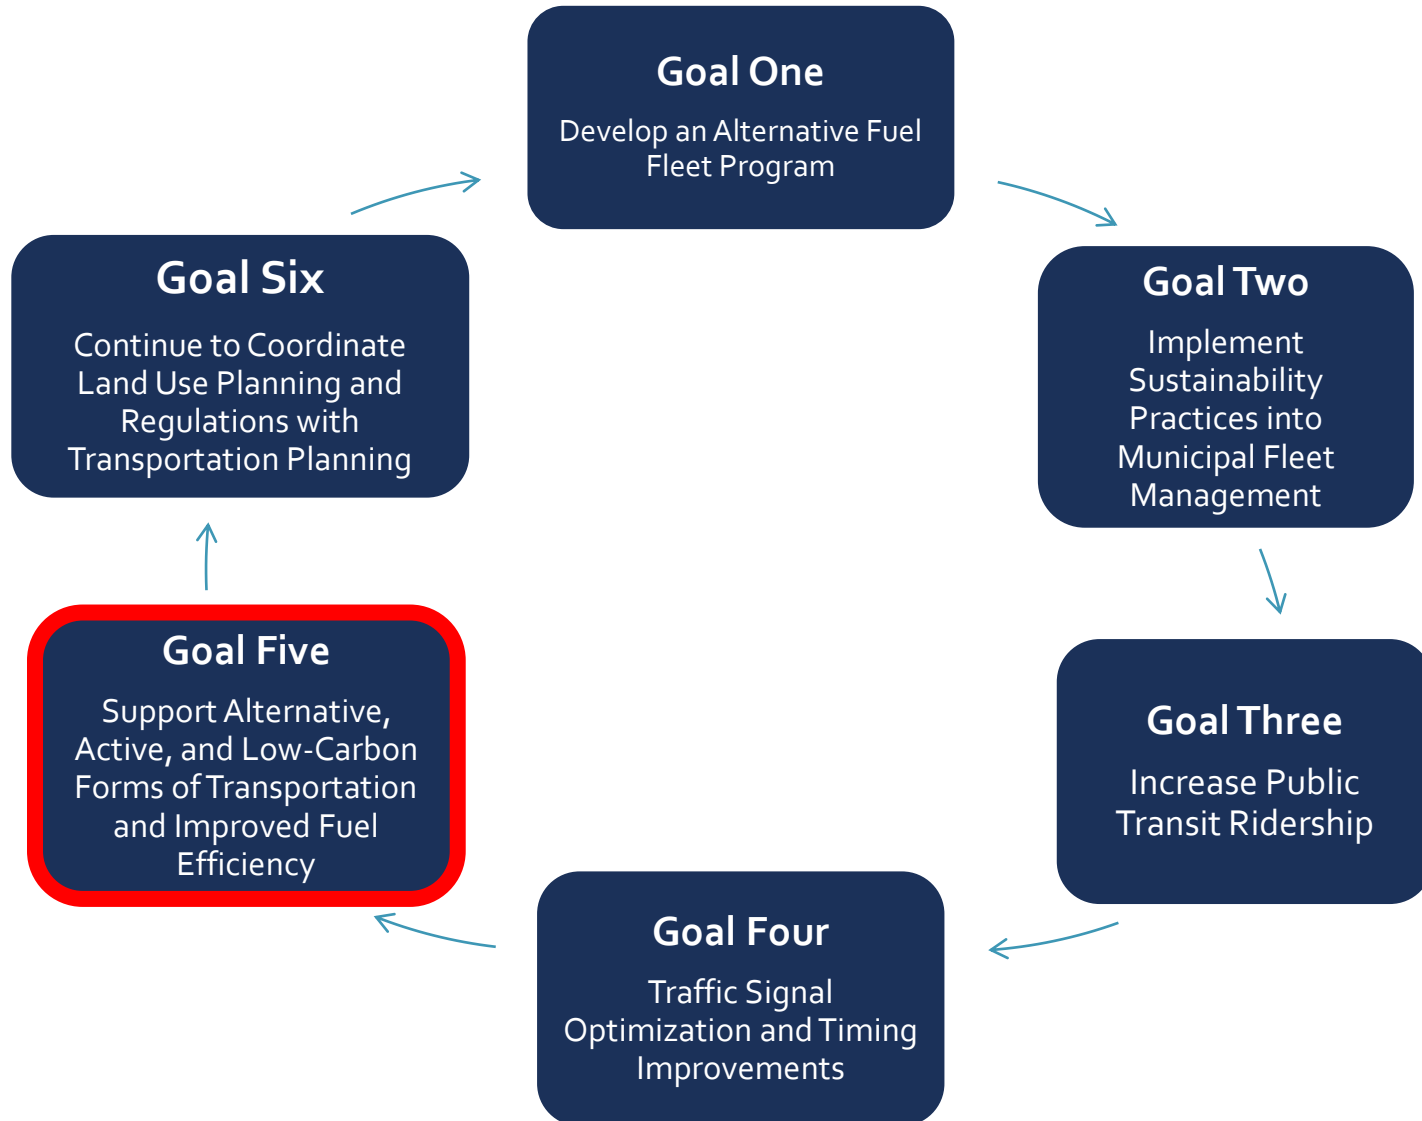 Goal One
Develop an Alternative Fuel
Fleet Program
Goal Two
Implement
Sustainability
Practices into
Municipal Fleet
Management
Goal Three
Increase Public
Transit Ridership
Goal Four
Traffic Signal
Optimization and Timing
Improvements
Goal Five
Support Alternative,
Active, and Low-Carbon
Forms of Transportation
and Improved Fuel
Efficiency
Goal Six
Continue to Coordinate
Land Use Planning and
Regulations with
Transportation Planning